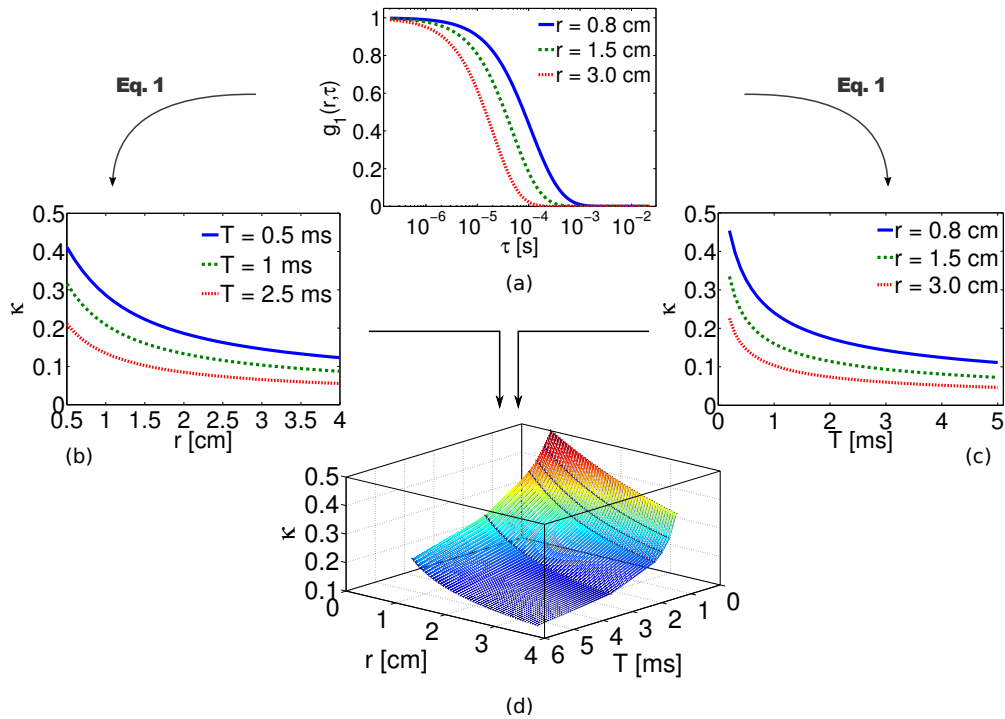 1
0.8
0.6
0.4
0.2
0
g₁(r,τ)
r = 0.8 cm
r = 1.5 cm
r = 3.0 cm
10⁻⁶ 10⁻⁵ 10⁻⁴ 10⁻³ 10⁻²
τ [s]
(a)
Eq. 1
Eq. 1
0.5
0.4
0.3
0.2
0.1
0
κ
T = 0.5 ms
T = 1 ms
T = 2.5 ms
0.5 1 1.5 2 2.5 3 3.5 4
r [cm]
(b)
0.5
0.4
0.3
0.2
0.1
0
κ
r = 0.8 cm
r = 1.5 cm
r = 3.0 cm
0 1 2 3 4 5
T [ms]
(c)
0.5
0.4
0.3
0.2
0.1
κ
0 1 2 3 4
r [cm]
6 5 4 3 2 1 0
T [ms]
(d)